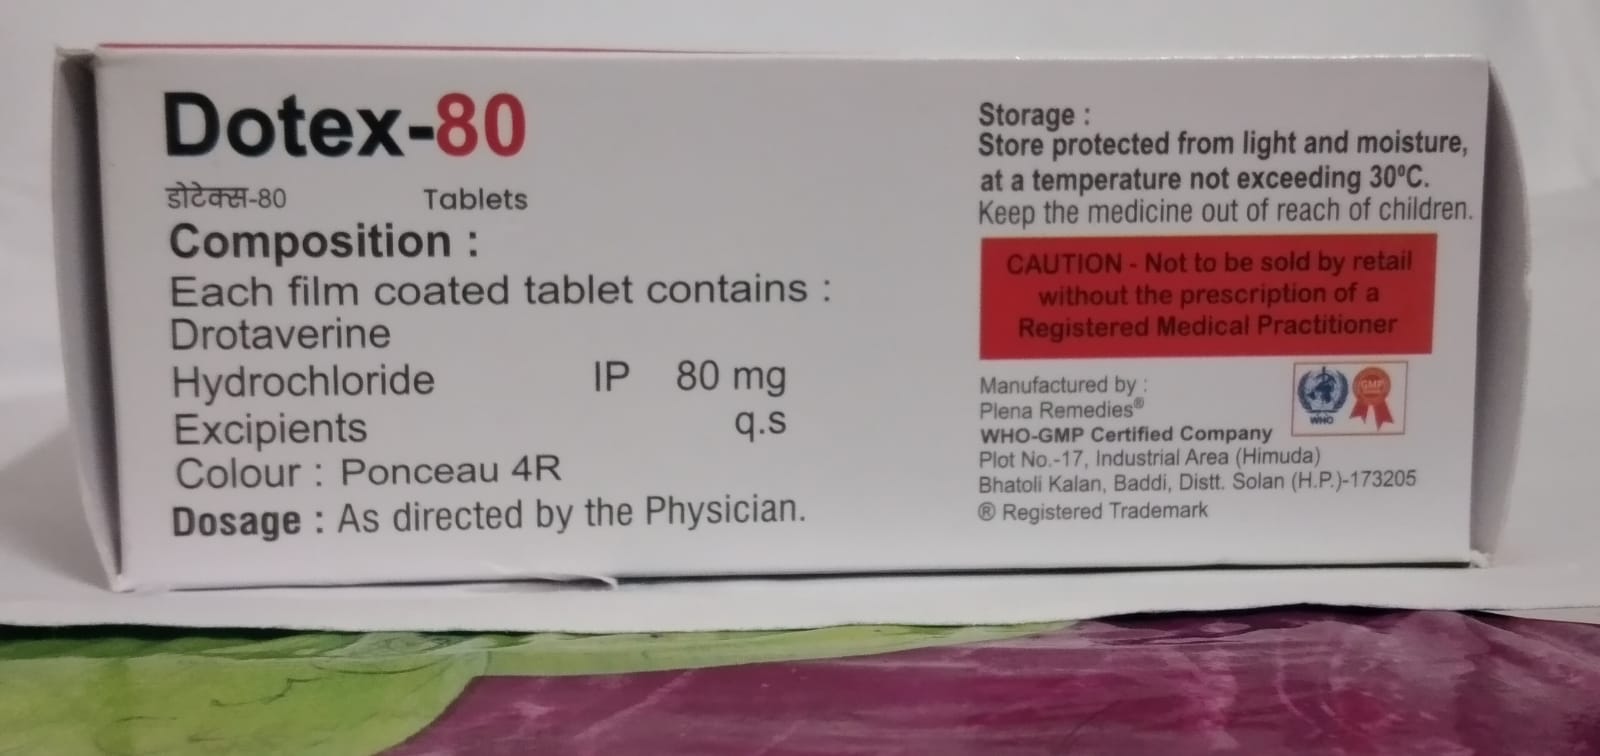 Dotex-80
डोटेक्स-80 Tablets
Composition :
Each film coated tablet contains :
Drotaverine
Hydrochloride IP 80 mg
Excipients q.s
Colour : Ponceau 4R
Dosage : As directed by the Physician.
Storage :
Store protected from light and moisture,
at a temperature not exceeding 30ºC.
Keep the medicine out of reach of children.
CAUTION - Not to be sold by retail
without the prescription of a
Registered Medical Practitioner
Manufactured by :
Plena Remedies®
WHO-GMP Certified Company
Plot No.-17, Industrial Area (Himuda)
Bhatoli Kalan, Baddi, Distt. Solan (H.P.)-173205
® Registered Trademark
WHO
GMP